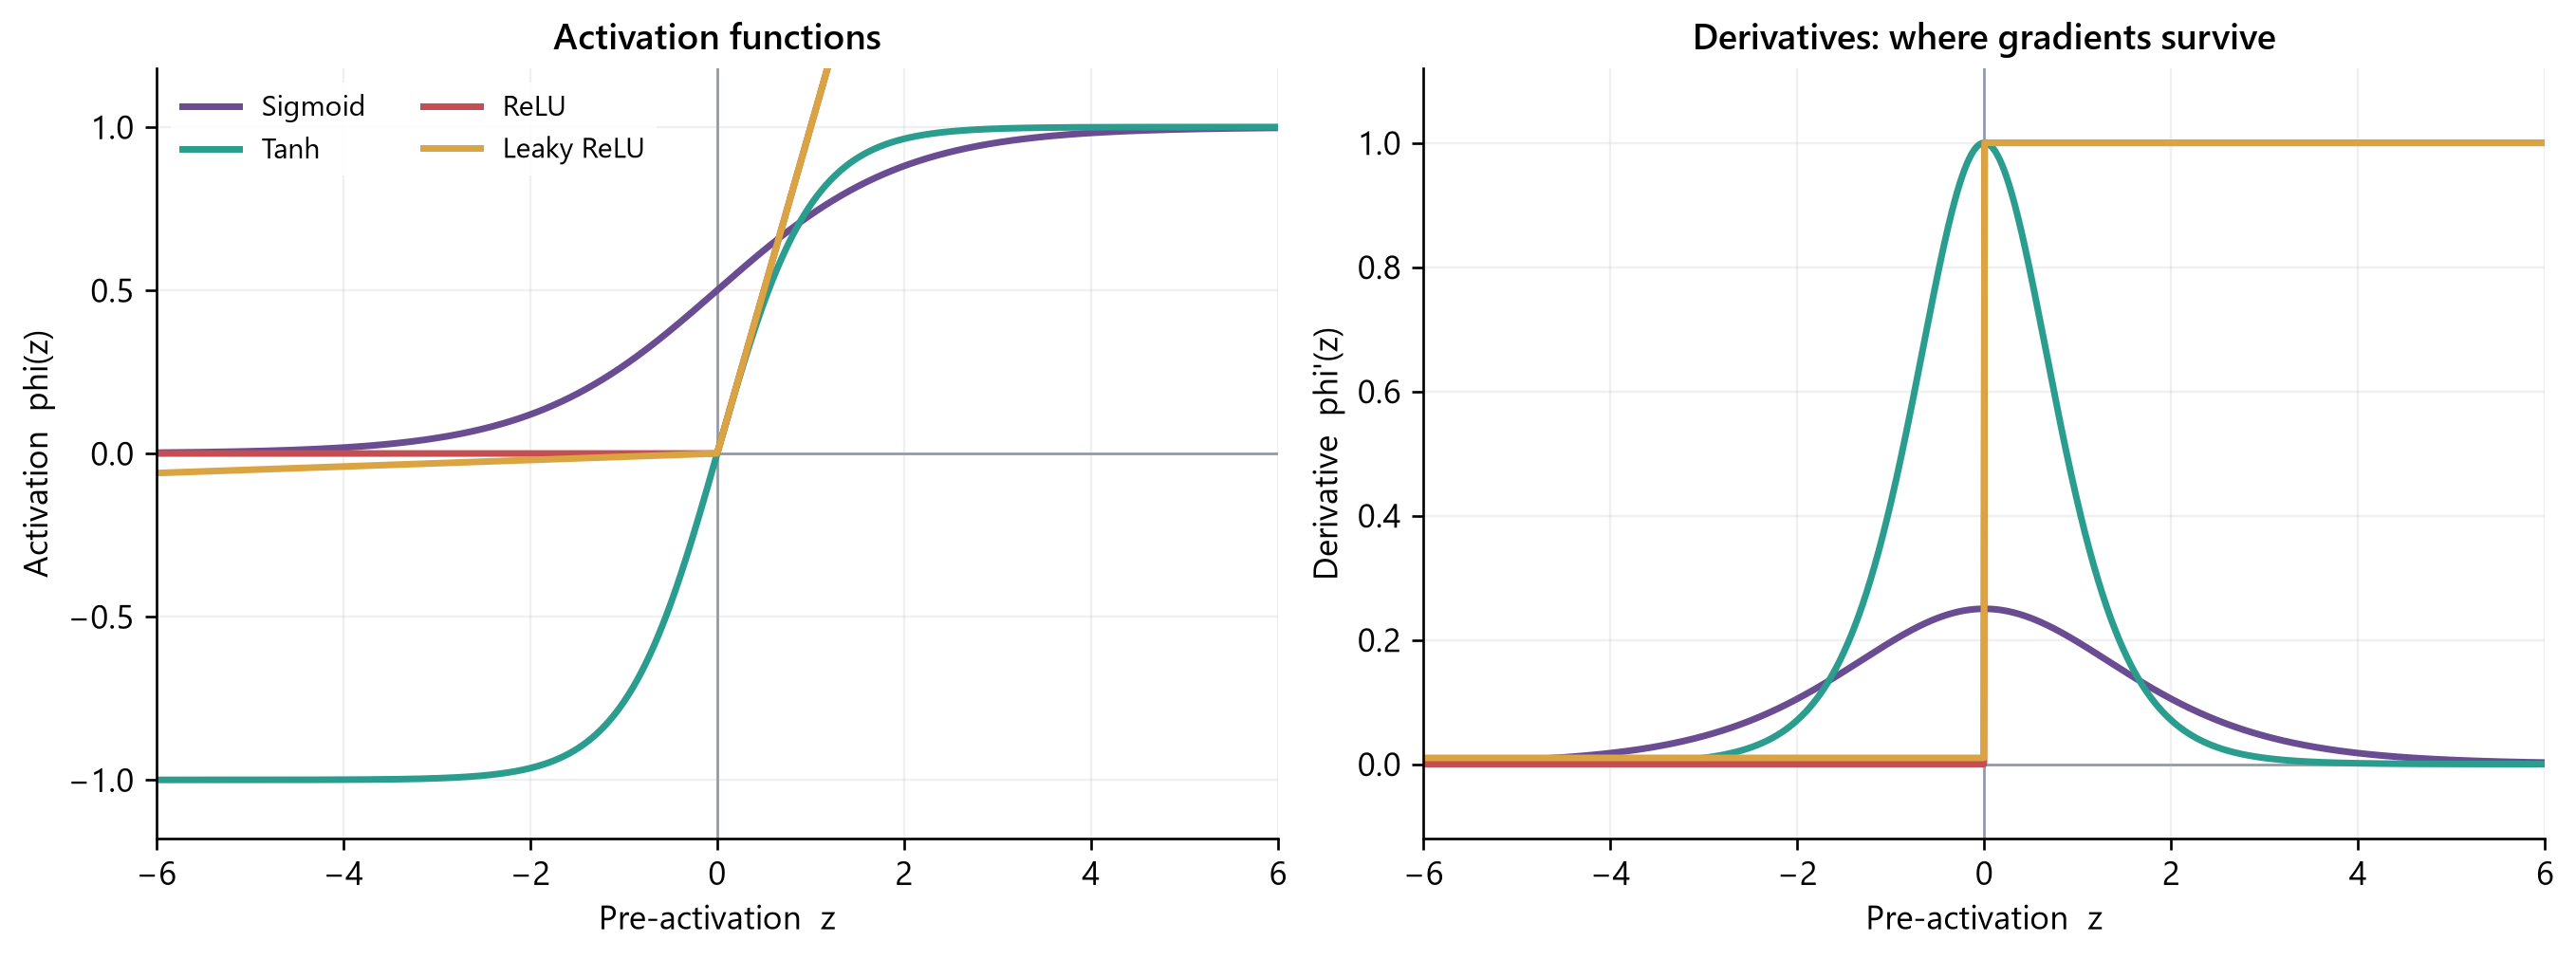 Activation functions
Sigmoid
Tanh
ReLU
Leaky ReLU
Activation phi(z)
1.0
0.5
0.0
−0.5
−1.0
−6 −4 −2 0 2 4 6
Pre-activation z
Derivatives: where gradients survive
Derivative phi'(z)
1.0
0.8
0.6
0.4
0.2
0.0
−6 −4 −2 0 2 4 6
Pre-activation z